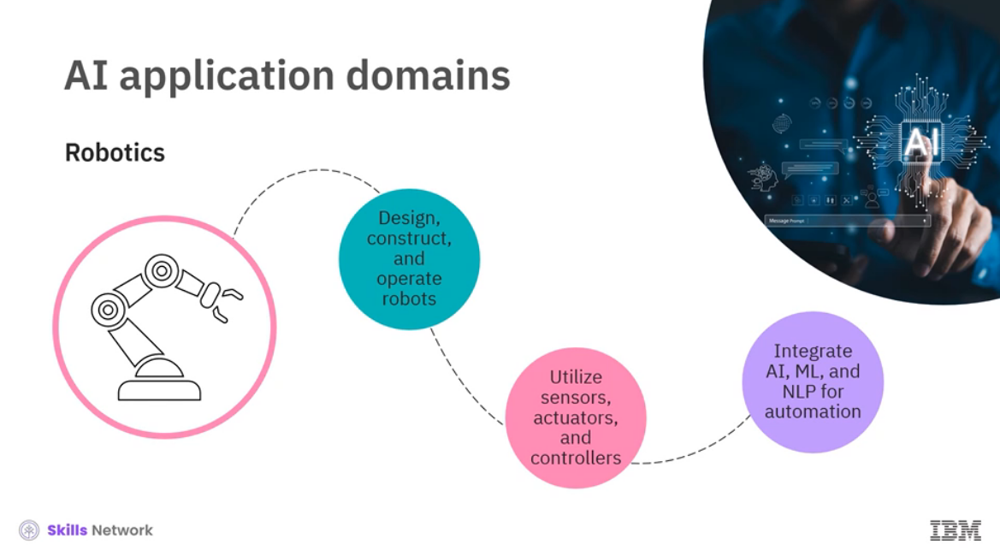 AI application domains
Robotics
Design,
construct,
and
operate
robots
Utilize
sensors,
actuators,
and
controllers
Integrate
AI, ML, and
NLP for
automation
AI
Message Prompt
Skills Network
IBM